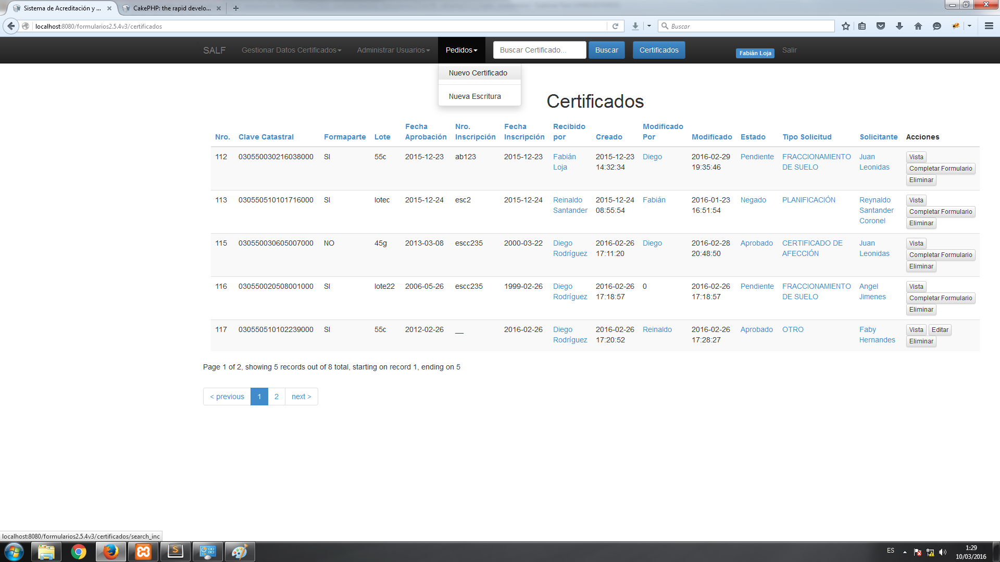 Sistema de Acreditación y ...
CakePHP: the rapid develo...
localhost:8080/formularios2.5.4v3/certificados
Buscar
SALF
Gestionar Datos Certificados
Administrar Usuarios
Pedidos
Buscar Certificado...
Buscar
Certificados
Fabián Loja
Salir
Nuevo Certificado
Nueva Escritura
Certificados
Nro. Clave Catastral Formaparte Lote Fecha Aprobación Nro. Inscripción Fecha Inscripción Recibido por Creado Modificado Por Modificado Estado Tipo Solicitud Solicitante Acciones
112 030550030216038000 SI 55c 2015-12-23 ab123 2015-12-23 Fabián Loja 2015-12-23 14:32:34 Diego 2016-02-29 19:35:46 Pendiente FRACCIONAMIENTO DE SUELO Juan Leonidas Vista Completar Formulario Eliminar
113 030550510101716000 SI lotec 2015-12-24 esc2 2015-12-24 Reinaldo Santander 2015-12-24 08:55:54 Fabián 2016-01-23 16:51:54 Negado PLANIFICACIÓN Reynaldo Santander Coronel Vista Completar Formulario Eliminar
115 030550030605007000 NO 45g 2013-03-08 escc235 2000-03-22 Diego Rodríguez 2016-02-26 17:11:20 Diego 2016-02-28 20:48:50 Aprobado CERTIFICADO DE AFECCIÓN Juan Leonidas Vista Completar Formulario Eliminar
116 030550020508001000 SI lote22 2006-05-26 escc235 1999-02-26 Diego Rodríguez 2016-02-26 17:18:57 0 2016-02-26 17:18:57 Pendiente FRACCIONAMIENTO DE SUELO Angel Jimenes Vista Completar Formulario Eliminar
117 030550510102239000 SI 55c 2012-02-26 __ 2016-02-26 Diego Rodríguez 2016-02-26 17:20:52 Reinaldo 2016-02-26 17:28:27 Aprobado OTRO Faby Hernandes Vista Editar Eliminar
Page 1 of 2, showing 5 records out of 8 total, starting on record 1, ending on 5
< previous 1 2 next >
localhost:8080/formularios2.5.4v3/certificados/search_inc
ES
1:29
10/03/2016